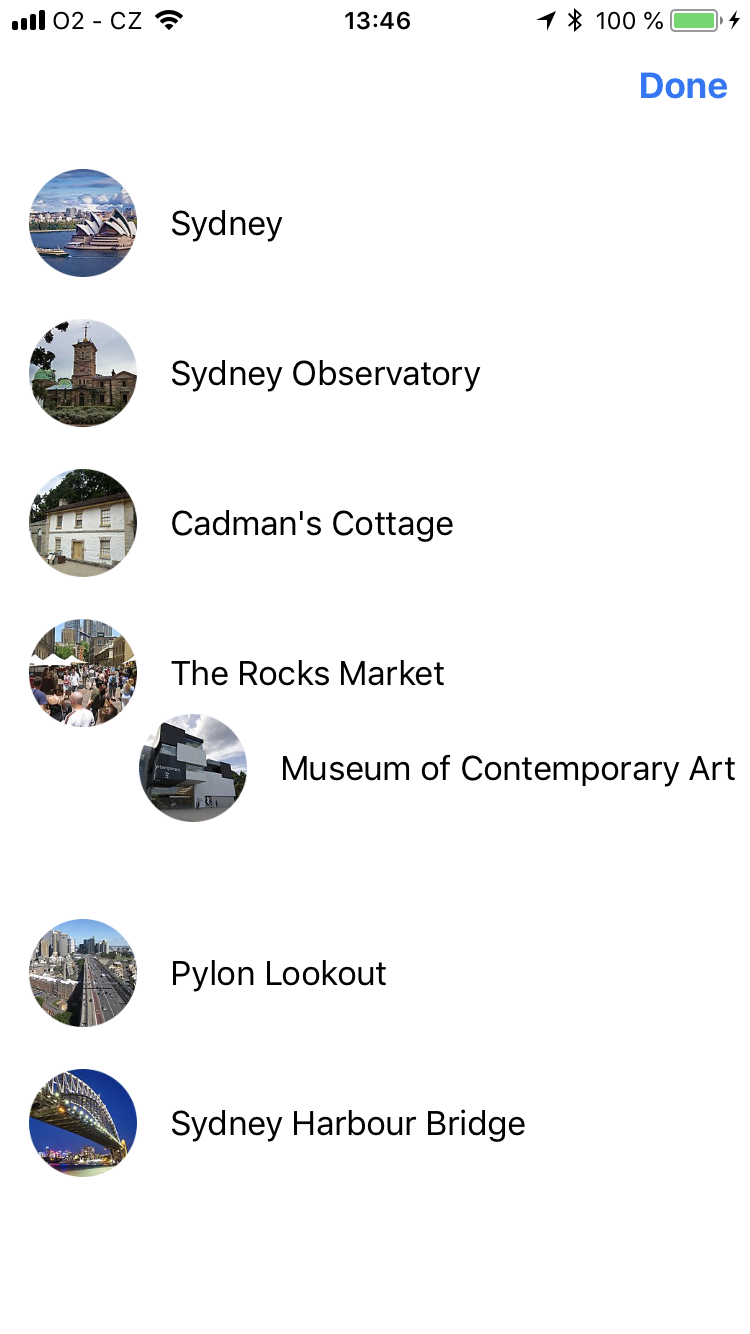 O2 - CZ 13:46 100 %
Done
Sydney
Sydney Observatory
Cadman's Cottage
The Rocks Market
Museum of Contemporary Art
Pylon Lookout
Sydney Harbour Bridge